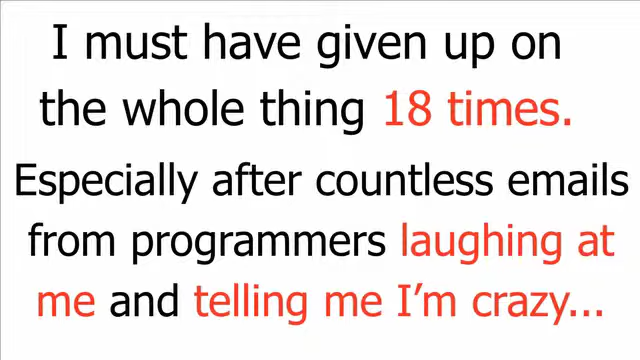 I must have given up on
the whole thing 18 times.
Especially after countless emails
from programmers laughing at
me and telling me I'm crazy...